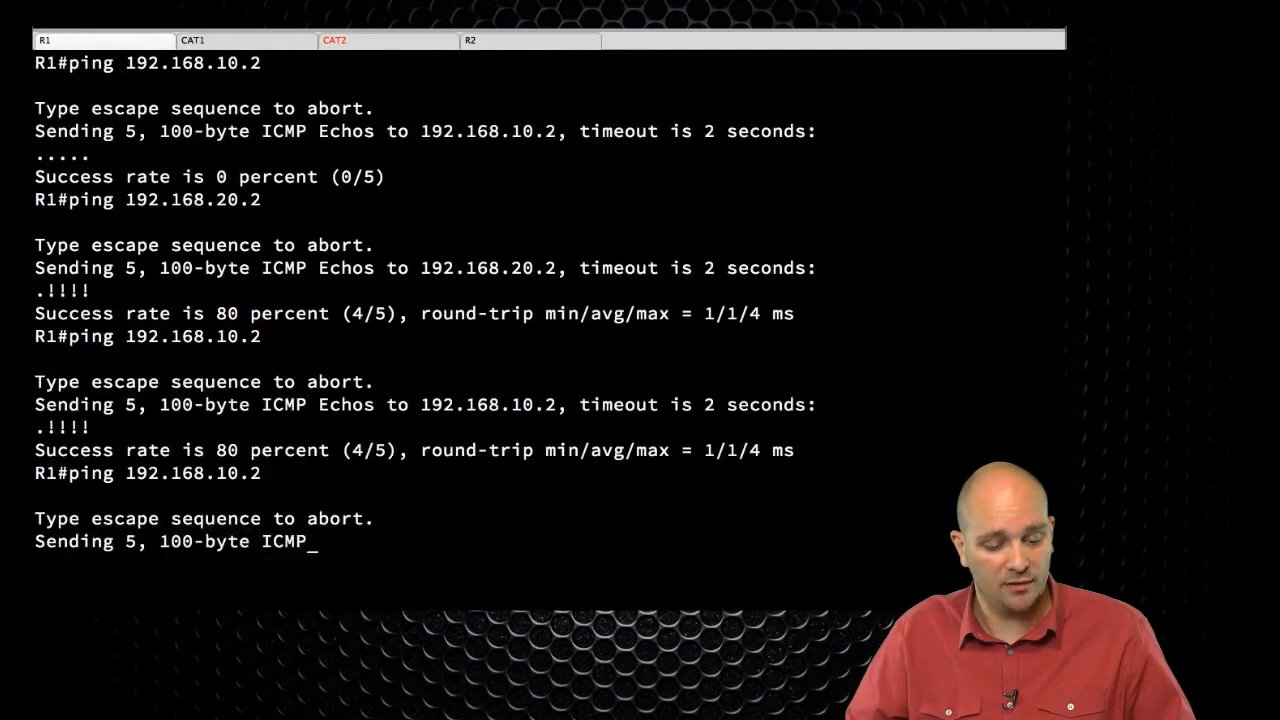 R1 CAT1 CAT2 R2
R1#ping 192.168.10.2
Type escape sequence to abort.
Sending 5, 100-byte ICMP Echos to 192.168.10.2, timeout is 2 seconds:
.....
Success rate is 0 percent (0/5)
R1#ping 192.168.20.2
Type escape sequence to abort.
Sending 5, 100-byte ICMP Echos to 192.168.20.2, timeout is 2 seconds:
.!!!!
Success rate is 80 percent (4/5), round-trip min/avg/max = 1/1/4 ms
R1#ping 192.168.10.2
Type escape sequence to abort.
Sending 5, 100-byte ICMP Echos to 192.168.10.2, timeout is 2 seconds:
.!!!!
Success rate is 80 percent (4/5), round-trip min/avg/max = 1/1/4 ms
R1#ping 192.168.10.2
Type escape sequence to abort.
Sending 5, 100-byte ICMP_